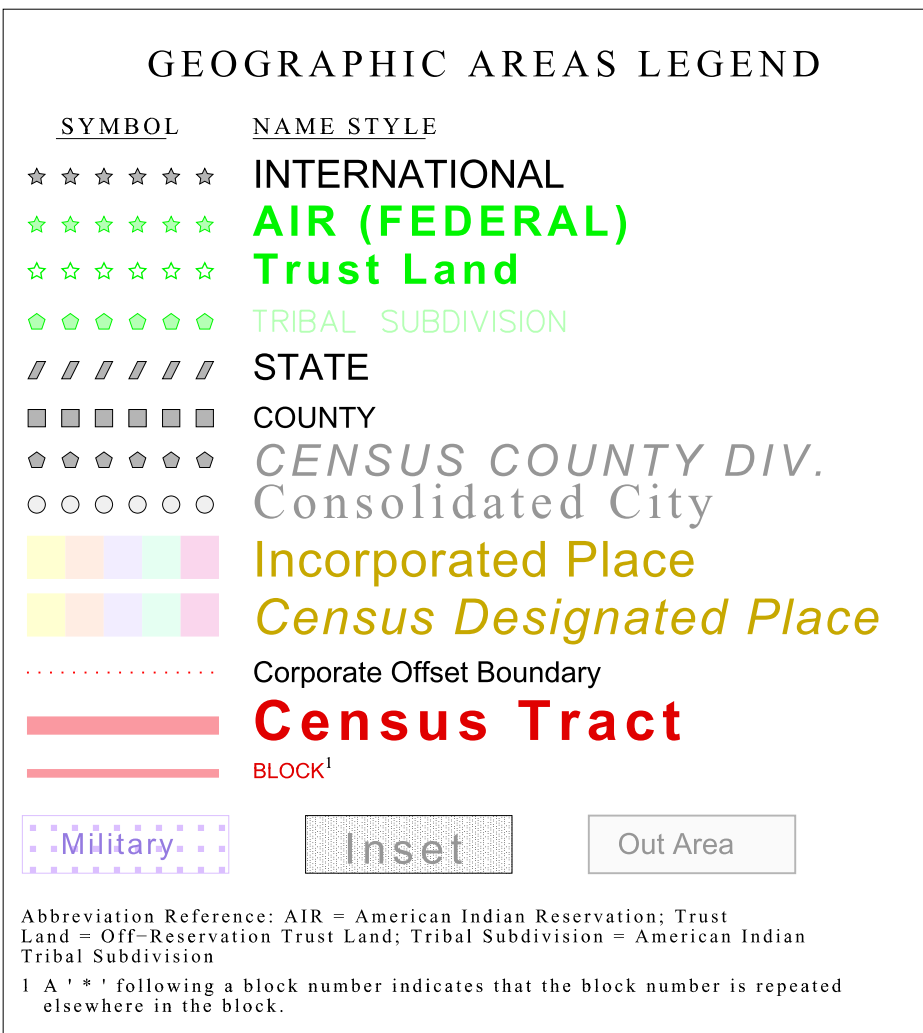 GEOGRAPHIC AREAS LEGEND
SYMBOL NAME STYLE
INTERNATIONAL
AIR (FEDERAL)
Trust Land
TRIBAL SUBDIVISION
STATE
COUNTY
CENSUS COUNTY DIV.
Consolidated City
Incorporated Place
Census Designated Place
Corporate Offset Boundary
Census Tract
BLOCK1
Military Inset Out Area
Abbreviation Reference: AIR = American Indian Reservation; Trust
Land = Off-Reservation Trust Land; Tribal Subdivision = American Indian
Tribal Subdivision
1 A ' * ' following a block number indicates that the block number is repeated
elsewhere in the block.